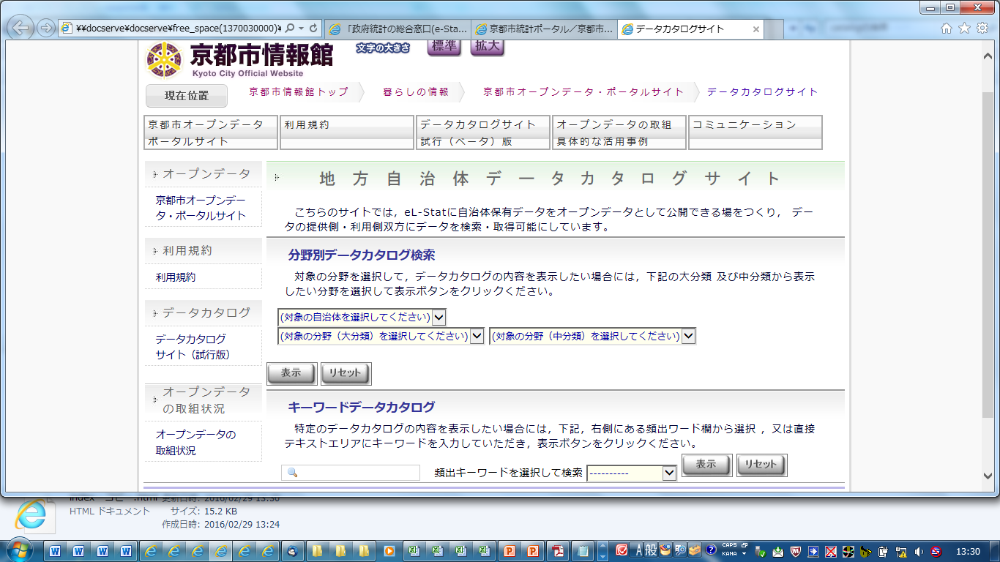 ¥¥docserve¥docserve¥free_space(1370030000)¥
「政府統計の総合窓口(e-Sta...
京都市統計ポータル／京都市...
データカタログサイト
京都市情報館
Kyoto City Official Website
文字の大きさ
標準
拡大
現在位置
京都市情報館トップ
暮らしの情報
京都市オープンデータ・ポータルサイト
データカタログサイト
京都市オープンデータ
ポータルサイト
利用規約
データカタログサイト
試行（ベータ）版
オープンデータの取組
具体的な活用事例
コミュニケーション
オープンデータ
京都市オープンデー
タ・ポータルサイト
利用規約
利用規約
データカタログ
データカタログ
サイト（試行版）
オープンデータ
の取組状況
オープンデータの
取組状況
地方自治体データカタログサイト
こちらのサイトでは，eL-Statに自治体保有データをオープンデータとして公開できる場をつくり， デー
タの提供側・利用側双方にデータを検索・取得可能にしています。
分野別データカタログ検索
対象の分野を選択して，データカタログの内容を表示したい場合には，下記の大分類 及び中分類から表示
したい分野を選択して表示ボタンをクリックください。
(対象の自治体を選択してください)
(対象の分野（大分類）を選択してください)
(対象の分野（中分類）を選択してください)
表示
リセット
キーワードデータカタログ
特定のデータカタログの内容を表示したい場合には，下記，右側にある頻出ワード欄から選択 ，又は直接
テキストエリアにキーワードを入力していただき，表示ボタンをクリックください。
頻出キーワードを選択して検索
----------
表示
リセット
index - コピー.html 更新日時: 2016/02/29 13:30
HTML ドキュメント
サイズ: 15.2 KB
作成日時: 2016/02/29 13:24
A 般
CAPS
KANA
13:30